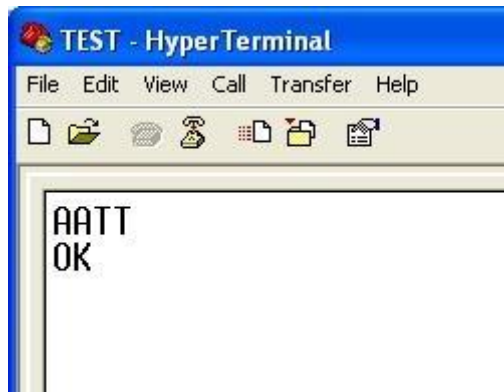 TEST - HyperTerminal
File Edit View Call Transfer Help
AATT
OK